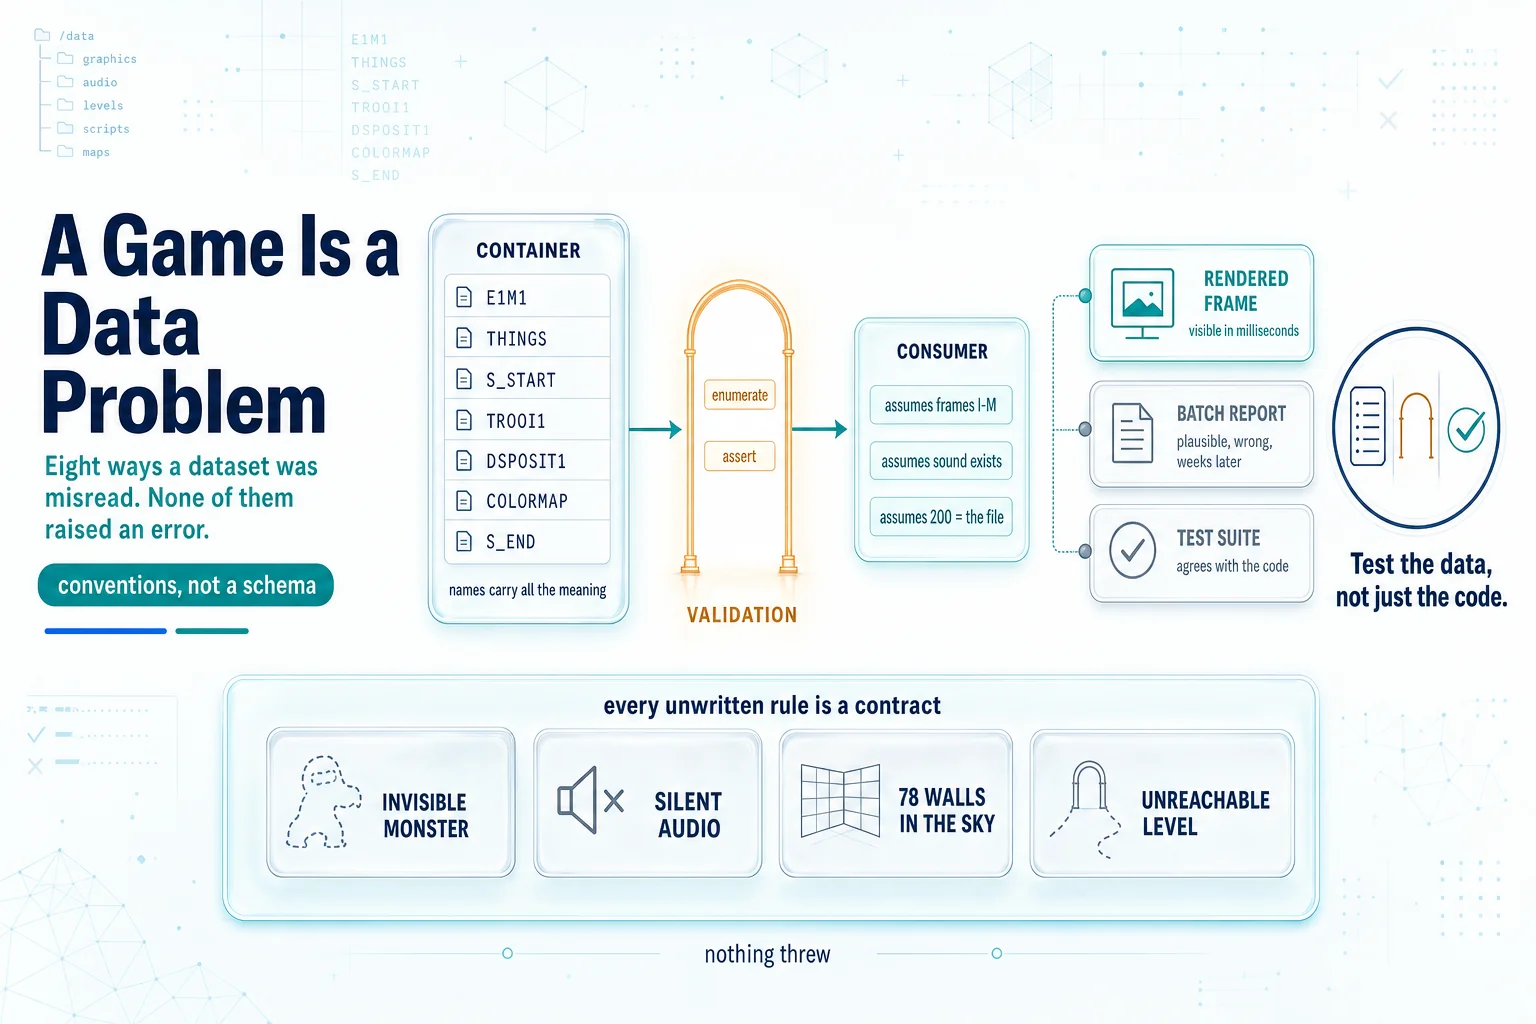 /data
graphics
audio
levels
scripts
maps
E1M1
THINGS
S_START
TROOI1
DSPOSIT1
COLORMAP
S_END
A Game Is a
Data
Problem
Eight ways a dataset was
misread. None of them
raised an error.
conventions, not a schema
CONTAINER
E1M1
THINGS
S_START
TROOI1
DSPOSIT1
COLORMAP
S_END
names carry all the meaning
enumerate
assert
VALIDATION
CONSUMER
assumes frames I-M
assumes sound exists
assumes 200 = the file
RENDERED
FRAME
visible in milliseconds
BATCH REPORT
plausible, wrong,
weeks later
TEST SUITE
agrees with the code
Test the data,
not just the code.
every unwritten rule is a contract
INVISIBLE
MONSTER
SILENT
AUDIO
78 WALLS
IN THE SKY
UNREACHABLE
LEVEL
nothing threw